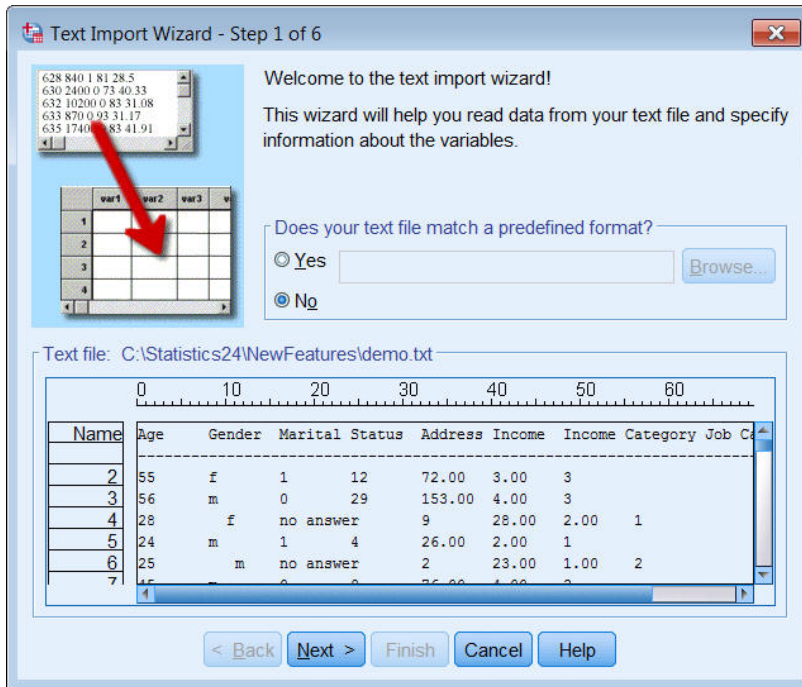 Text Import Wizard - Step 1 of 6
628 840 1 81 28.5
630 2400 0 73 40.33
632 10200 0 83 31.08
633 870 0 93 31.17
635 1740 83 41.91
var1 var2 var3
1
2
3
4
Welcome to the text import wizard!
This wizard will help you read data from your text file and specify
information about the variables.
Does your text file match a predefined format?
Yes
Browse...
No
Text file: C:\Statistics24\NewFeatures\demo.txt
0 10 20 30 40 50 60
Name Age Gender Marital Status Address Income Income Category Job Ca
2 55 f 1 12 72.00 3.00 3
3 56 m 0 29 153.00 4.00 3
4 28 f no answer 9 28.00 2.00 1
5 24 m 1 4 26.00 2.00 1
6 25 m no answer 2 23.00 1.00 2
7
< Back Next > Finish Cancel Help